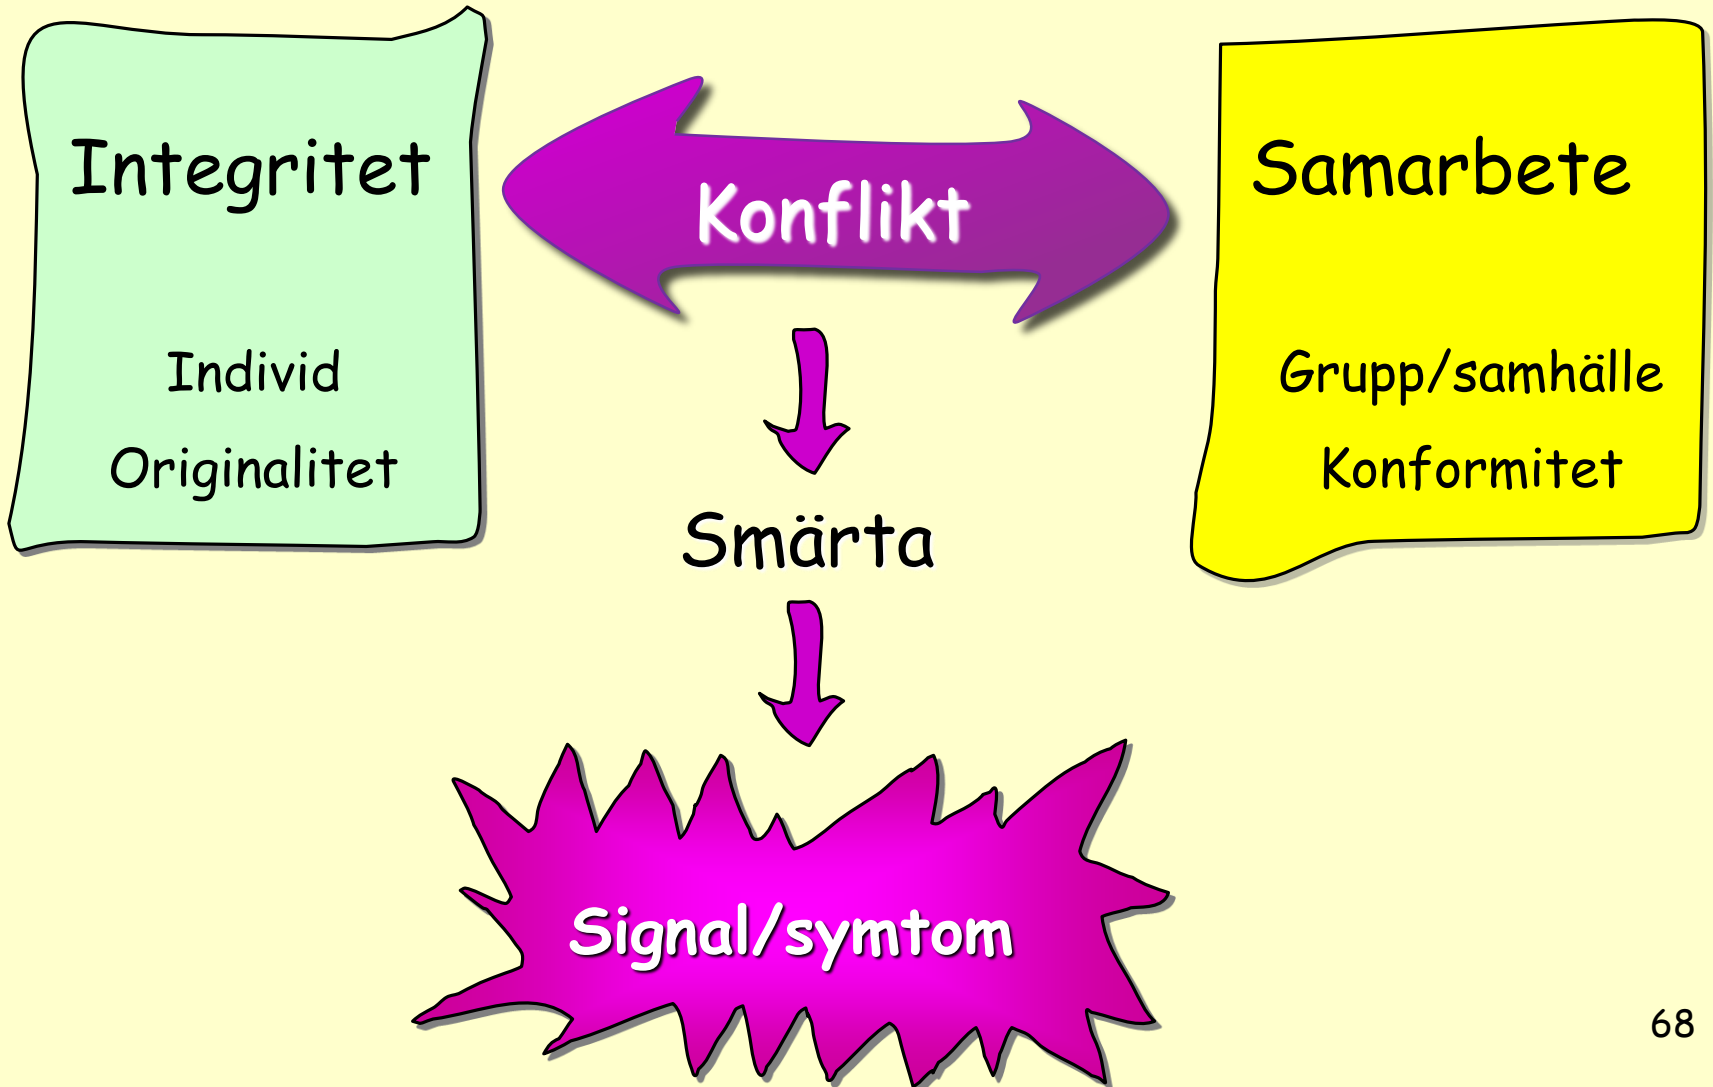 Integritet
Individ
Originalitet
Konflikt
Samarbete
Grupp/samhälle
Konformitet
Smärta
Signal/symtom
68